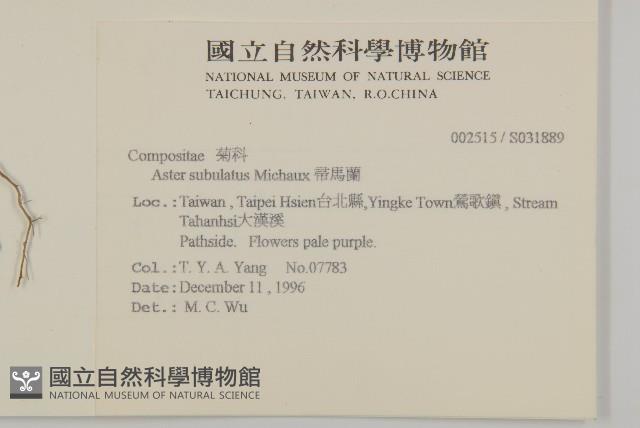 國立自然科學博物館
NATIONAL MUSEUM OF NATURAL SCIENCE
TAICHUNG, TAIWAN, R.O.CHINA
002515 / S031889
Compositae 菊科
Aster subulatus Michaux 帚馬蘭
Loc.: Taiwan , Taipei Hsien台北縣,Yingke Town鶯歌鎮 , Stream
Tahanhsi大漢溪
Pathside. Flowers pale purple.
Col.: T. Y. A. Yang No.07783
Date: December 11 , 1996
Det.: M. C. Wu
國立自然科學博物館
NATIONAL MUSEUM OF NATURAL SCIENCE